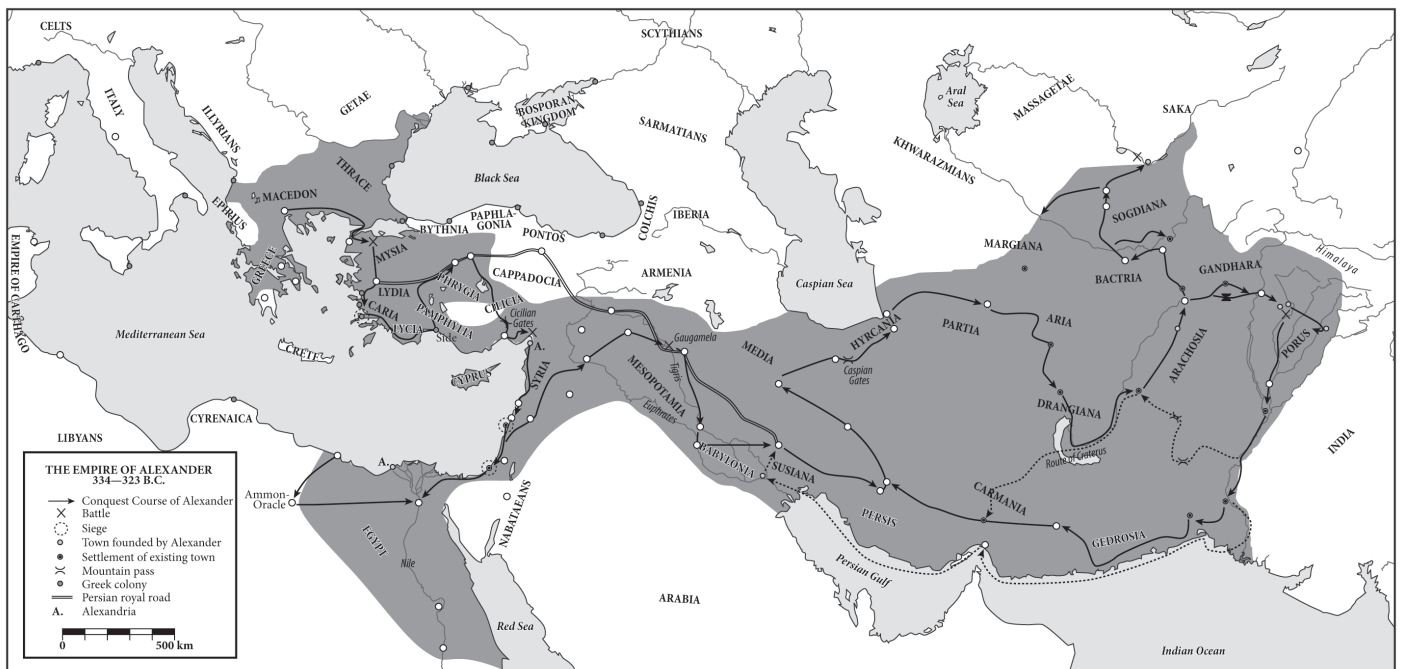 CELTS
SCYTHIANS
ITALY
ILLYRIANS
GETAE
BOSPORAN
KINGDOM
SARMATIANS
Aral
Sea
MASSAGETAE
SAKA
KHWARAZMIANS
THRACE
Black Sea
MACEDON
EPIRIUS
GREECE
BYTHNIA
PAPHLA-
GONIA
PONTOS
COLCHIS
IBERIA
ARMENIA
Caspian Sea
SOGDIANA
MARGIANA
BACTRIA
GANDHARA
Himalaya
EMPIRE OF CARTHAGO
Mediterranean Sea
MYSIA
LYDIA
PHRYGIA
CAPPADOCIA
CARIA
LYCIA
PAMPHYLIA
CILICIA
Cicilian
Gates
Side
A.
CRETE
CYPRUS
SYRIA
Gaugamela
Tigris
MESOPOTAMIA
Euphrates
MEDIA
HYRCANIA
Caspian
Gates
PARTIA
ARIA
ARACHOSIA
PORUS
DRANGIANA
Route of Craterus
INDIA
BABYLONIA
SUSIANA
PERSIS
CARMANIA
GEDROSIA
CYRENAICA
LIBYANS
A.
Ammon-
Oracle
EGYPT
Nile
NABATAEANS
Red Sea
ARABIA
Persian Gulf
Indian Ocean
THE EMPIRE OF ALEXANDER
334—323 B.C.
Conquest Course of Alexander
Battle
Siege
Town founded by Alexander
Settlement of existing town
Mountain pass
Greek colony
Persian royal road
A. Alexandria
0 500 km